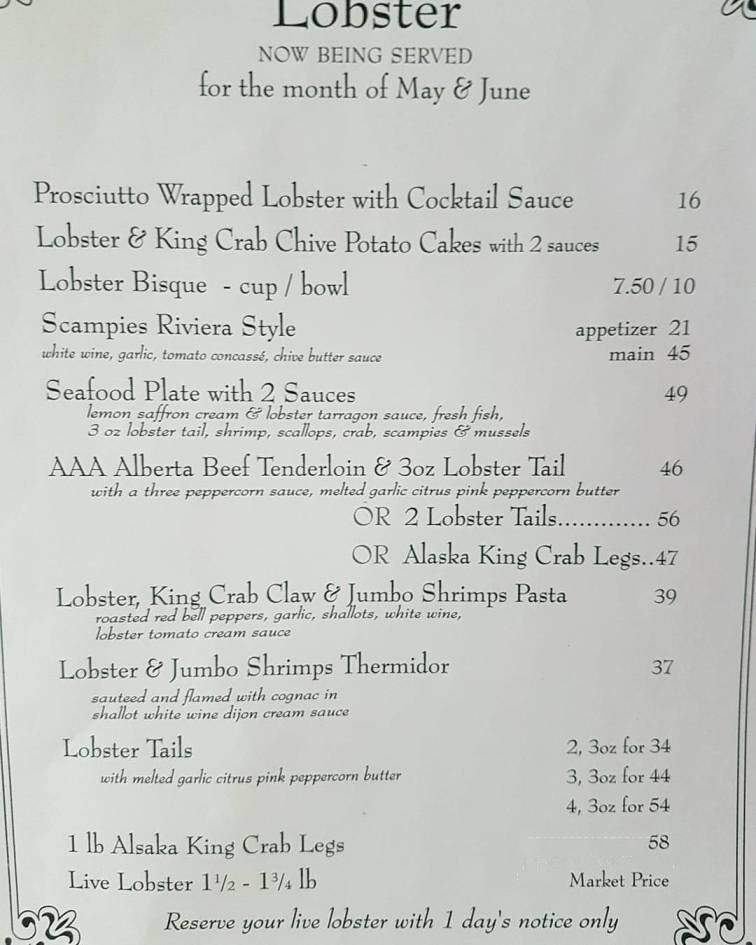 Lobster
NOW BEING SERVED
for the month of May & June
Prosciutto Wrapped Lobster with Cocktail Sauce 16
Lobster & King Crab Chive Potato Cakes with 2 sauces 15
Lobster Bisque - cup / bowl 7.50 / 10
Scampies Riviera Style appetizer 21
white wine, garlic, tomato concassé, chive butter sauce main 45
Seafood Plate with 2 Sauces 49
lemon saffron cream & lobster tarragon sauce, fresh fish,
3 oz lobster tail, shrimp, scallops, crab, scampies & mussels
AAA Alberta Beef Tenderloin & 3oz Lobster Tail 46
with a three peppercorn sauce, melted garlic citrus pink peppercorn butter
OR 2 Lobster Tails............. 56
OR Alaska King Crab Legs..47
Lobster, King Crab Claw & Jumbo Shrimps Pasta 39
roasted red bell peppers, garlic, shallots, white wine,
lobster tomato cream sauce
Lobster & Jumbo Shrimps Thermidor 37
sauteed and flamed with cognac in
shallot white wine dijon cream sauce
Lobster Tails 2, 3oz for 34
with melted garlic citrus pink peppercorn butter 3, 3oz for 44
4, 3oz for 54
1 lb Alsaka King Crab Legs 58
Live Lobster 1 1/2 - 1 3/4 lb Market Price
Reserve your live lobster with 1 day's notice only